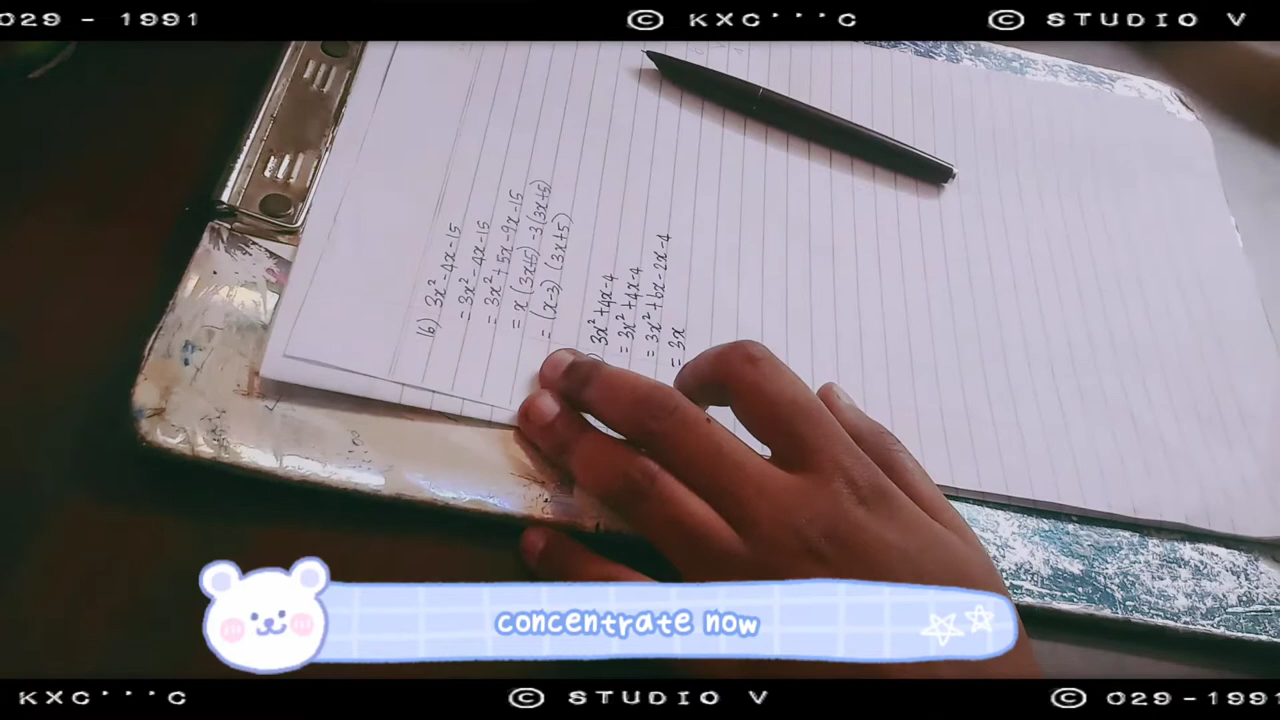 029 - 1991
© KXC''''C
© STUDIO V
16) 3x² - 4x - 15
= 3x² - 4x - 15
= 3x² + 5x - 9x - 15
= x (3x+5) - 3 (3x+5)
= (x-3) (3x+5)
) 3x² + 4x - 4
= 3x² + 4x - 4
= 3x² + 6x - 2x - 4
= 3x
concentrate now
KXC''''C
© STUDIO V
© 029-1991